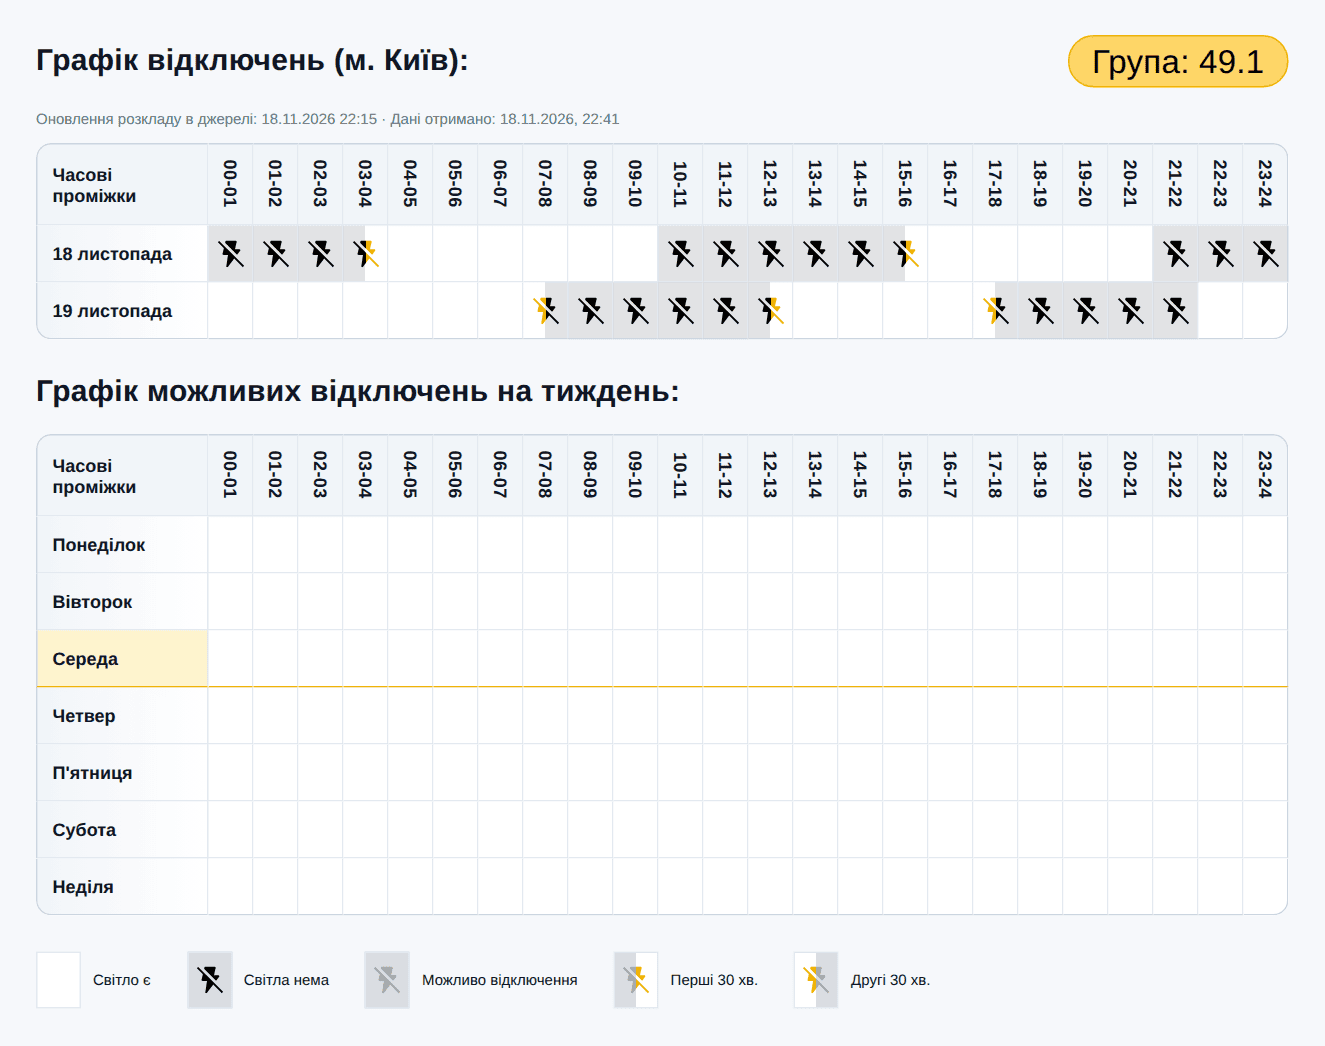 Графік відключень (м. Київ):
Група: 49.1
Оновлення розкладу в джерелі: 18.11.2026 22:15 · Дані отримано: 18.11.2026, 22:41
Часові
проміжки
00-01 01-02 02-03 03-04 04-05 05-06 06-07 07-08 08-09 09-10 10-11 11-12 12-13 13-14 14-15 15-16 16-17 17-18 18-19 19-20 20-21 21-22 22-23 23-24
18 листопада
19 листопада
Графік можливих відключень на тиждень:
Часові
проміжки
00-01 01-02 02-03 03-04 04-05 05-06 06-07 07-08 08-09 09-10 10-11 11-12 12-13 13-14 14-15 15-16 16-17 17-18 18-19 19-20 20-21 21-22 22-23 23-24
Понеділок
Вівторок
Середа
Четвер
П'ятниця
Субота
Неділя
Світло є
Світла нема
Можливо відключення
Перші 30 хв.
Другі 30 хв.